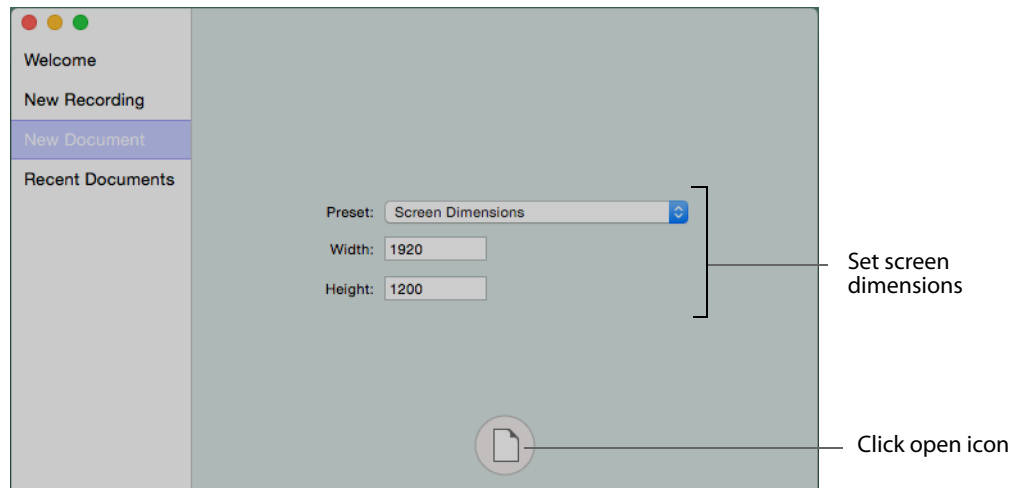 Welcome
New Recording
New Document
Recent Documents
Preset: Screen Dimensions
Width: 1920
Height: 1200
Set screen
dimensions
Click open icon